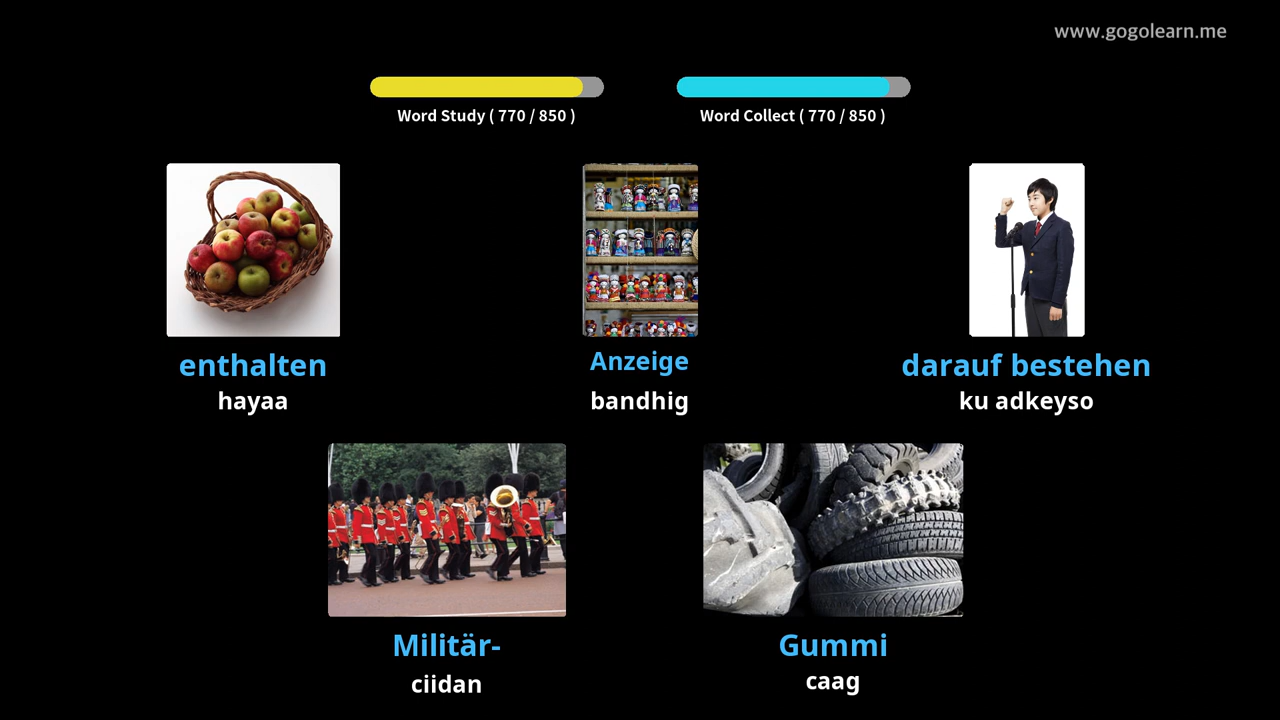 www.gogolearn.me
Word Study ( 770 / 850 )
Word Collect ( 770 / 850 )
enthalten
hayaa
Anzeige
bandhig
darauf bestehen
ku adkeyso
Militär-
ciidan
Gummi
caag